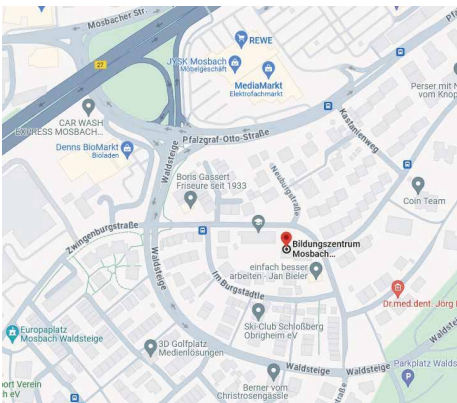 Mosbacher Str.
27
REWE
JYSK Mosbach
Möbelgeschäft
MediaMarkt
Elektrofachmarkt
Perser mit
vom Knop
CAR WASH
EXPRESS MOSBACH...
Pfalzgraf-Otto-Straße
Kastanienweg
Denns BioMarkt
Bioladen
Waldsteige
Boris Gassert
Friseure seit 1933
Neuburgstraße
Coin Team
Zwingenburgstraße
Bildungszentrum
Mosbach...
Waldsteige
Im Burgstädtle
einfach besser
arbeiten- Jan Bieler
Dr.med.dent. Jörg
Ski-Club Schloßberg
Obrigheim eV
Europaplatz
Mosbach Waldsteige
3D Golfplatz
Medienlösungen
Waldsteige
Waldsteige
Parkplatz Walds
P
ort Verein
h eV
Berner vom
Christrosengässle